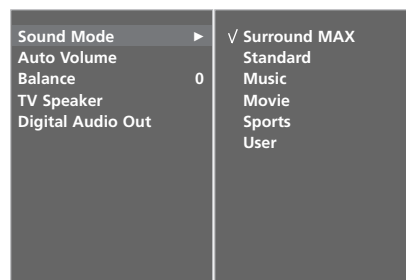 Sound Mode ►
Auto Volume
Balance 0
TV Speaker
Digital Audio Out
√ Surround MAX
Standard
Music
Movie
Sports
User